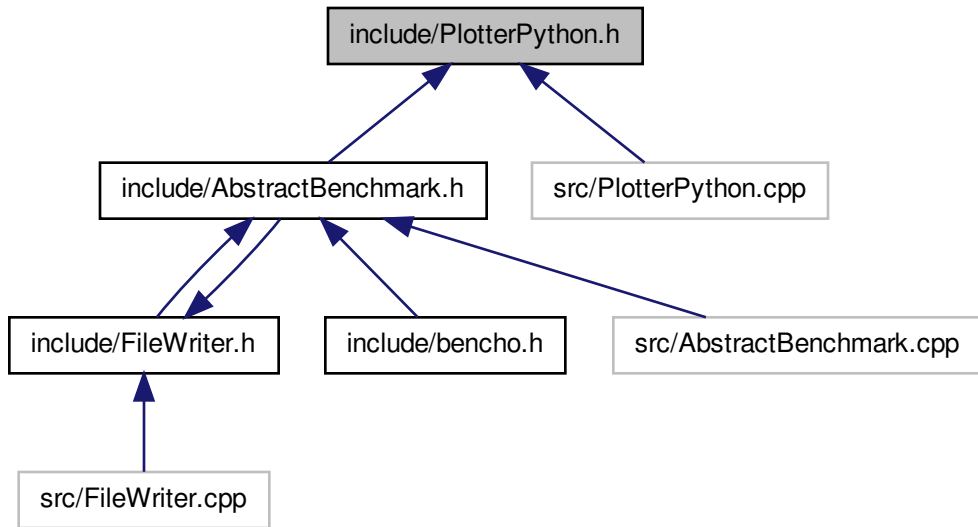 include/PlotterPython.h
include/AbstractBenchmark.h
src/PlotterPython.cpp
include/FileWriter.h
include/bencho.h
src/AbstractBenchmark.cpp
src/FileWriter.cpp